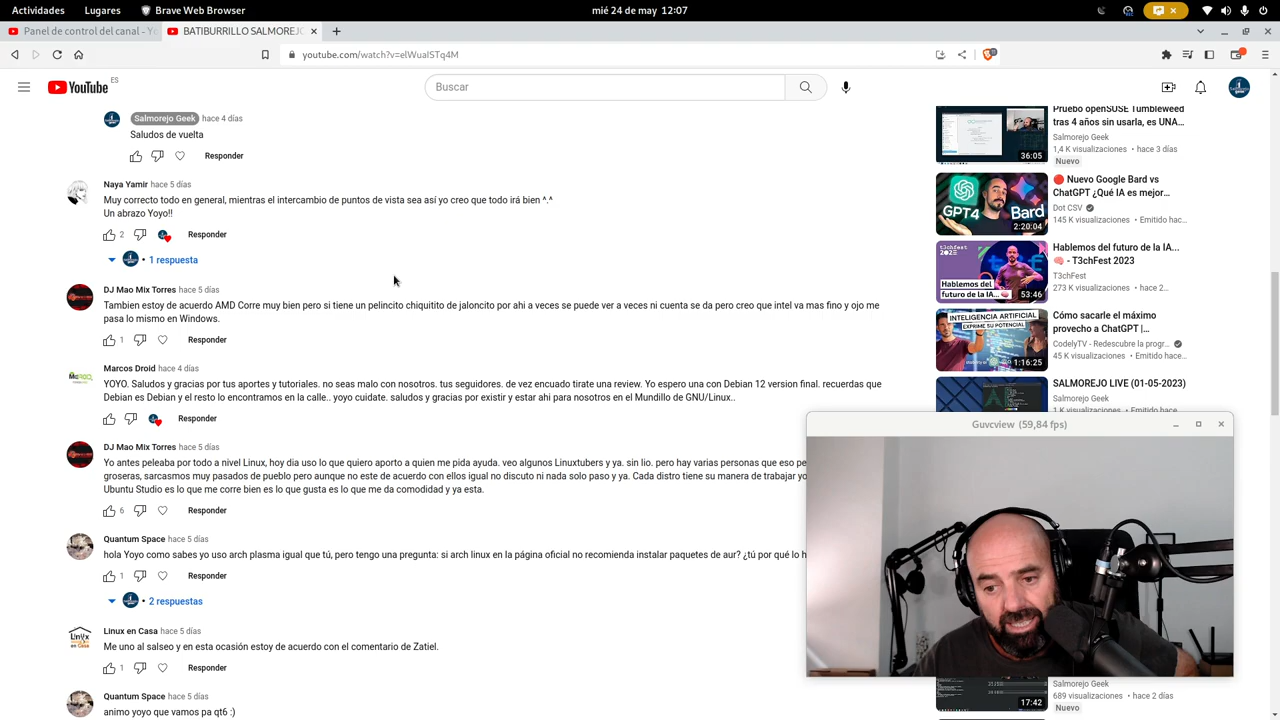 Actividades Lugares Brave Web Browser mié 24 de may 12:07
Panel de control del canal - Yo BATIBURRILLO SALMOREJO
youtube.com/watch?v=elWuaISTq4M
YouTube ES
Buscar
Salmorejo Geek hace 4 días
Saludos de vuelta
Responder
Naya Yamir hace 5 días
Muy correcto todo en general, mientras el intercambio de puntos de vista sea así yo creo que todo irá bien ^.^
Un abrazo Yoyo!!
2 Responder
1 respuesta
DJ Mao Mix Torres hace 5 días
Tambien estoy de acuerdo AMD funciona muy bien pero si tiene un pelincito chiquitito de jaloncito por ahi a veces se puede ver a veces ni cuenta se da pero creo que intel va mas fino y ojo me
pasa lo mismo en Windows.
1 Responder
Marcos Droid hace 4 días
YOYO. Saludos y gracias por tus aportes y tutoriales. no seas malo con nosotros. tus seguidores. de vez encuado tirate una review. Yo espero una con Debian 12 version final. recuerdas que
Debian es Debian y el resto lo encontramos en la calle.. yoyo cuidate. saludos y gracias por existir y estar ahi para nosotros en el Mundillo de GNU/Linux..
Responder
DJ Mao Mix Torres hace 5 días
Yo antes peleaba por todo a nivel Linux, hoy dia uso lo que quiero aporto a quien me pida ayuda. veo algunos Linuxtubers y ya. sin lio. pero hay varias personas que eso pe
groseras, sarcasmos muy pasados de pueblo pero aunque no este de acuerdo con ellos igual no discuto ni nada solo paso y ya. Cada distro tiene su manera de trabajar yo
Ubuntu Studio es lo que me corre bien es lo que gusta es lo que me da comodidad y ya esta.
6 Responder
Quantum Space hace 5 días
hola Yoyo como sabes yo uso arch plasma igual que tú, pero tengo una pregunta: si arch linux en la página oficial no recomienda instalar paquetes de aur? ¿tú por qué lo h
1 Responder
2 respuestas
Linux en Casa hace 5 días
Me uno al salseo y en esta ocasión estoy de acuerdo con el comentario de Zatiel.
1 Responder
Quantum Space hace 5 días
animo yoyo que vamos pa qt6 :)
Pruebo openSUSE Tumbleweed
tras 4 años sin usarla, es UNA...
Salmorejo Geek
1,4 K visualizaciones • hace 3 días
Nuevo
36:05
GPT4 Bard
2:20:04
Nuevo Google Bard vs
ChatGPT ¿Qué IA es mejor...
Dot CSV
145 K visualizaciones • Emitido hac...
t3chfest
Hablemos del
futuro de la IA...
53:46
Hablemos del futuro de la IA...
- T3chFest 2023
T3chFest
273 K visualizaciones • hace 2...
INTELIGENCIA ARTIFICIAL
EXPRIME SU POTENCIAL
1:16:25
Cómo sacarle el máximo
provecho a ChatGPT |...
CodelyTV - Redescubre la progr...
45 K visualizaciones • Emitido hace...
SALMOREJO LIVE (01-05-2023)
Salmorejo Geek
Guvcview (59,84 fps)
Salmorejo Geek
689 visualizaciones • hace 2 días
Nuevo
17:42